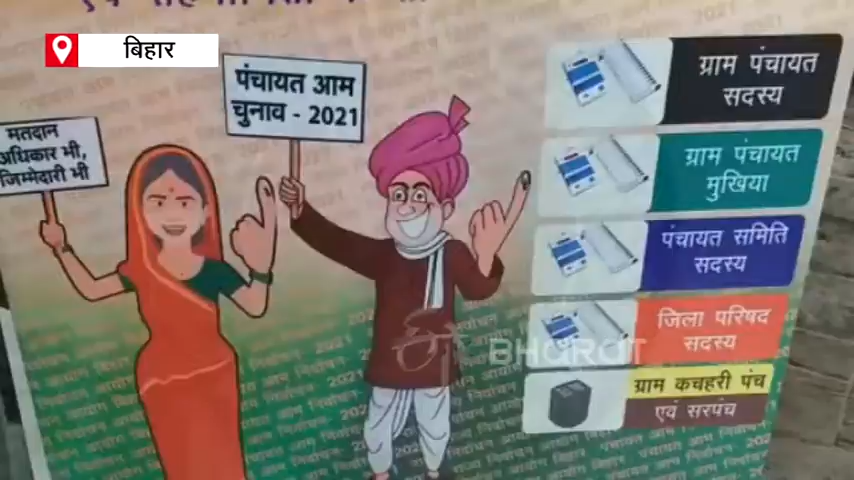 बिहार
पंचायत आम
चुनाव - 2021
मतदान
अधिकार भी,
जिम्मेदारी भी
ग्राम पंचायत
सदस्य
ग्राम पंचायत
मुखिया
पंचायत समिति
सदस्य
जिला परिषद
सदस्य
ग्राम कचहरी पंच
एवं सरपंच
BHARAT